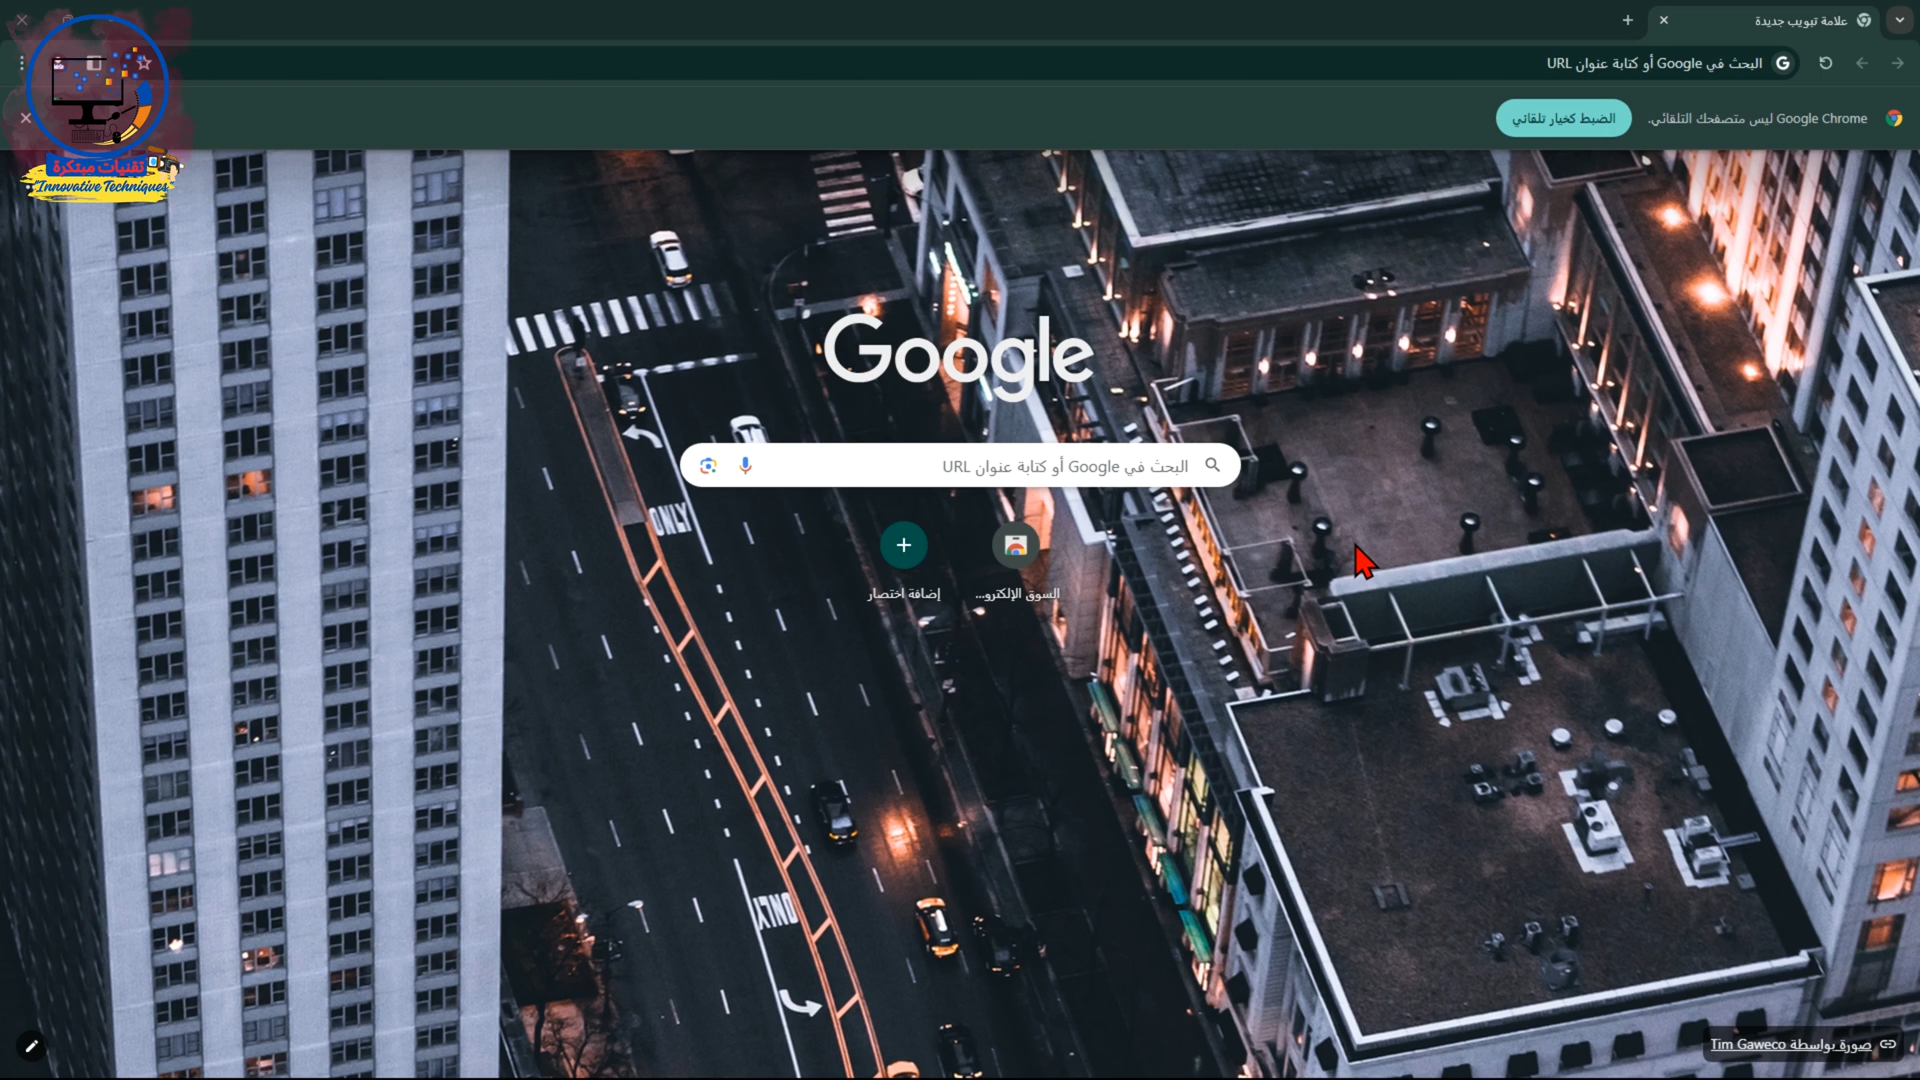 علامة تبويب جديدة
البحث في Google أو كتابة عنوان URL
Google Chrome ليس متصفحك التلقائي.
الضبط كخيار تلقائي
تقنيات مبتكرة
"Innovative Techniques"
Google
البحث في Google أو كتابة عنوان URL
السوق الإلكترو...
إضافة اختصار
ONLY
ONLY
صورة بواسطة Tim Gaweco